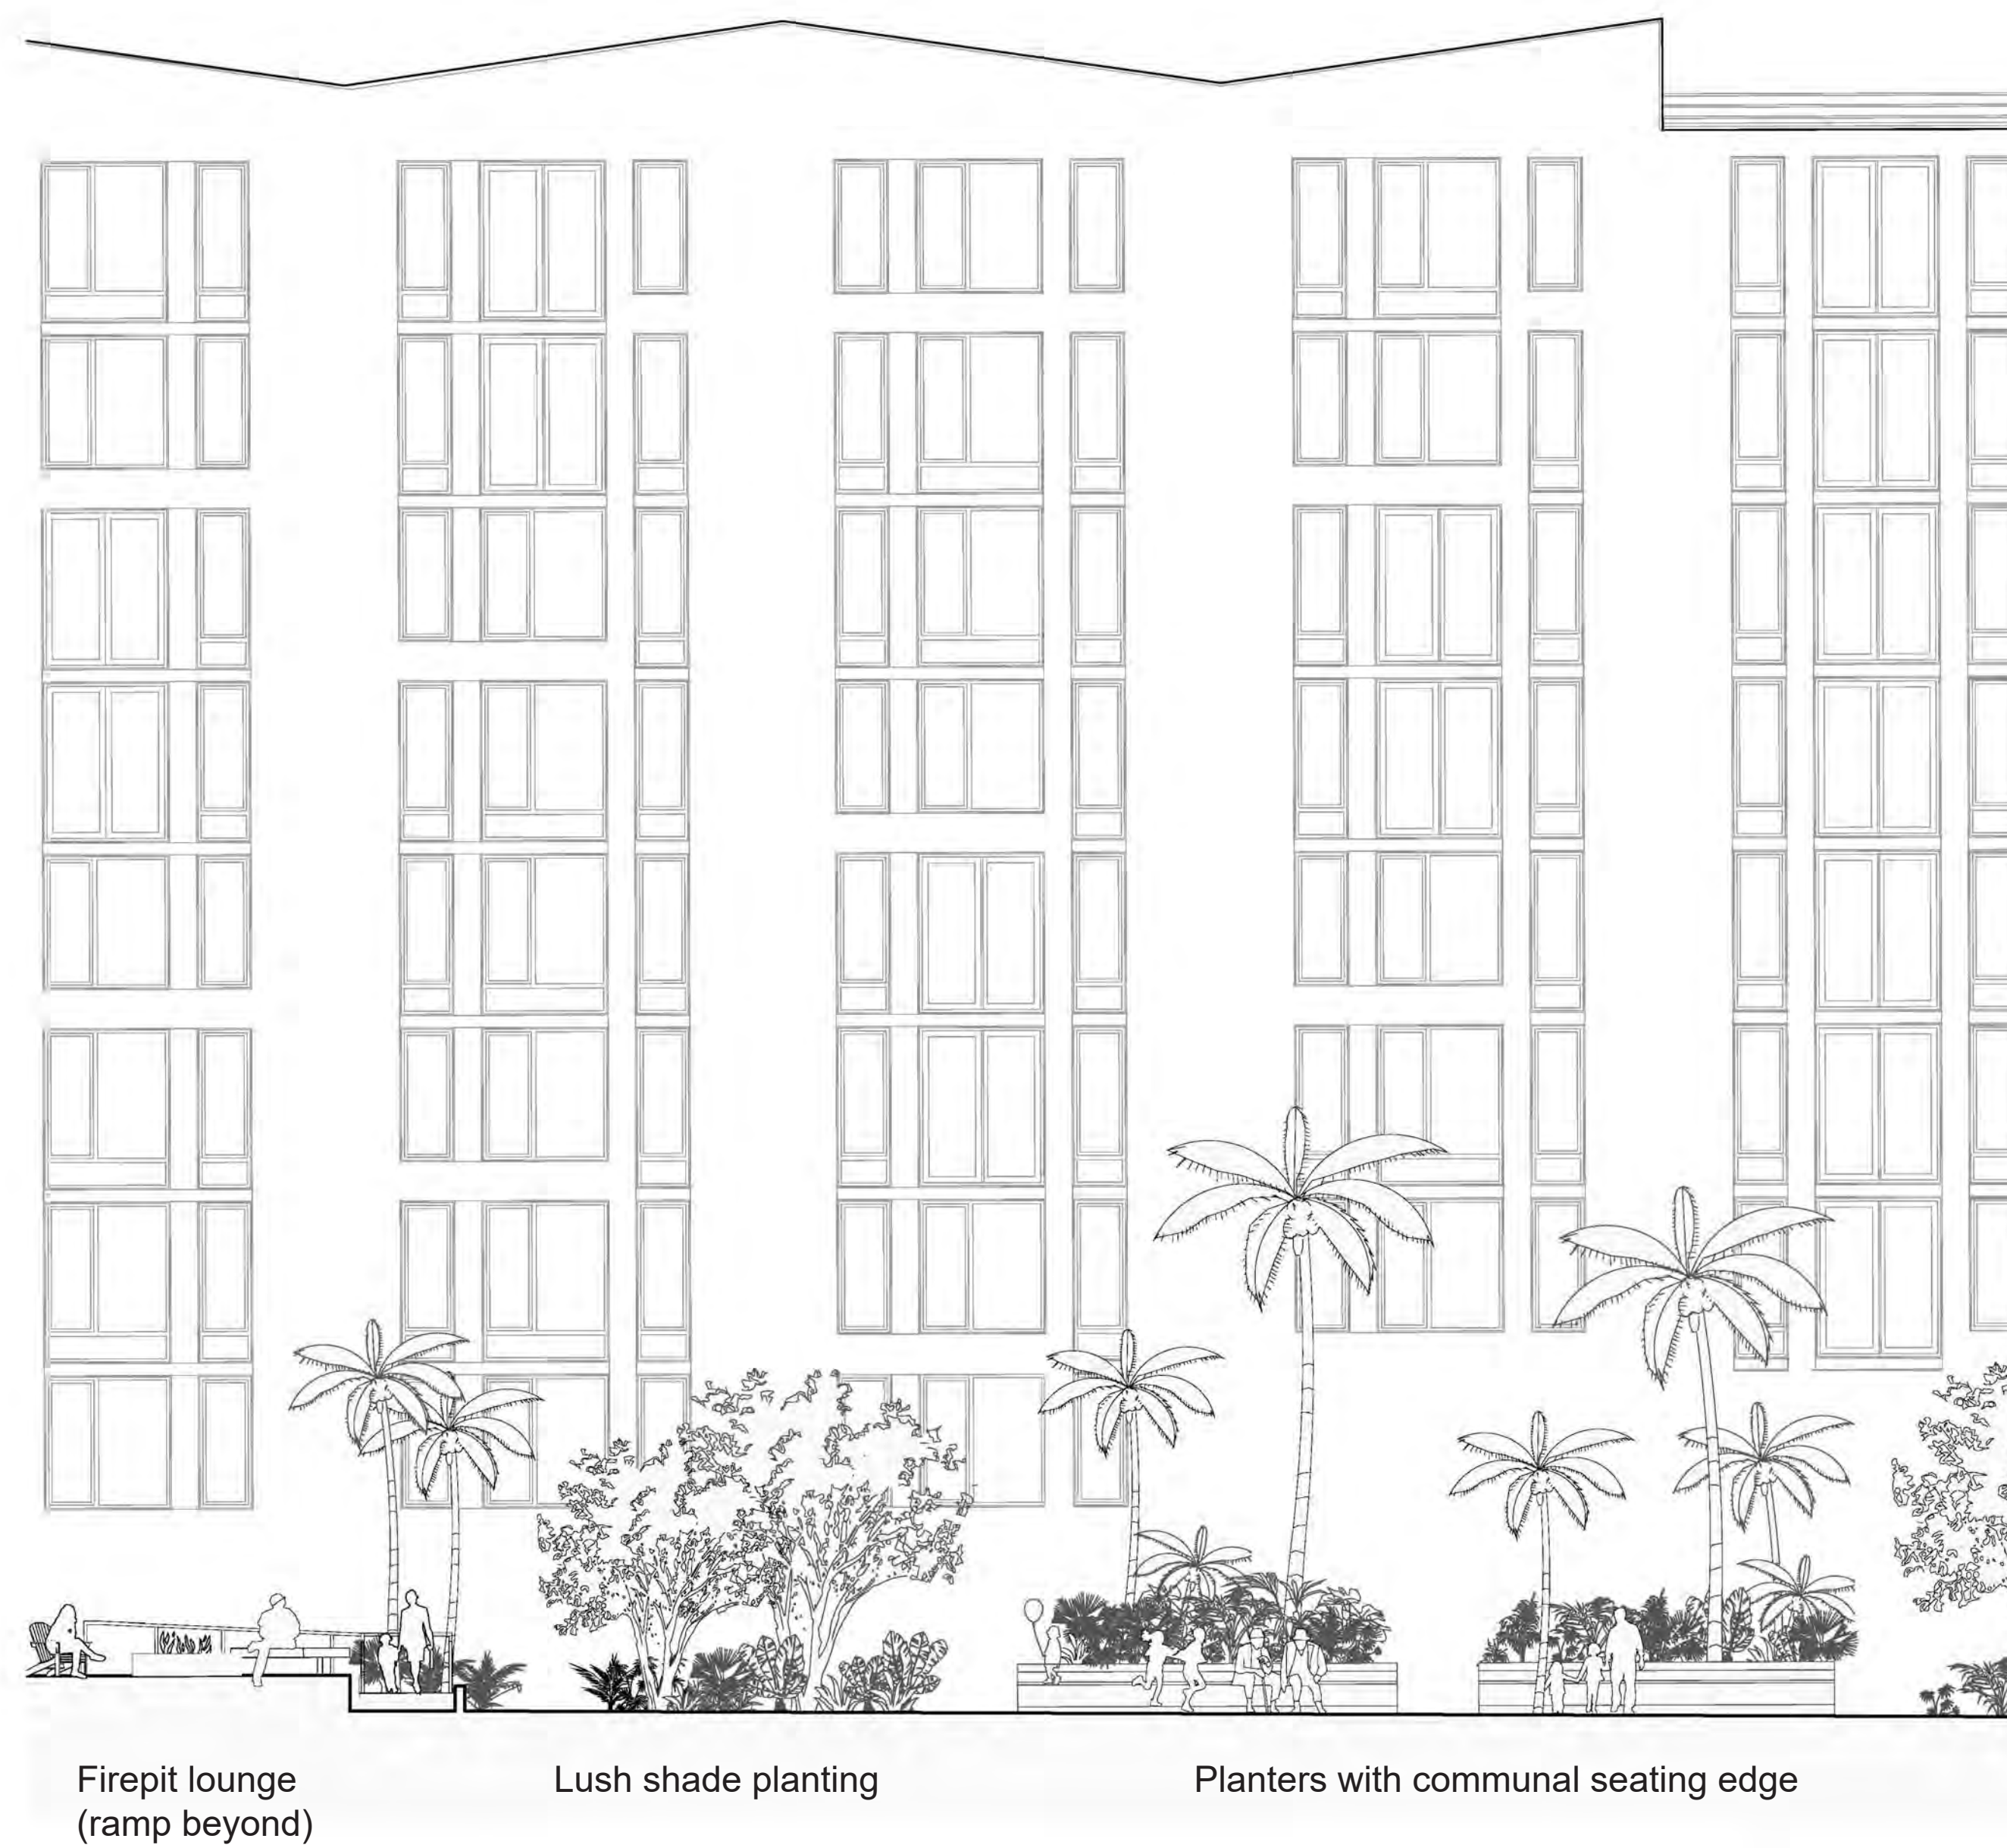 Firepit lounge
(ramp beyond)
Lush shade planting
Planters with communal seating edge